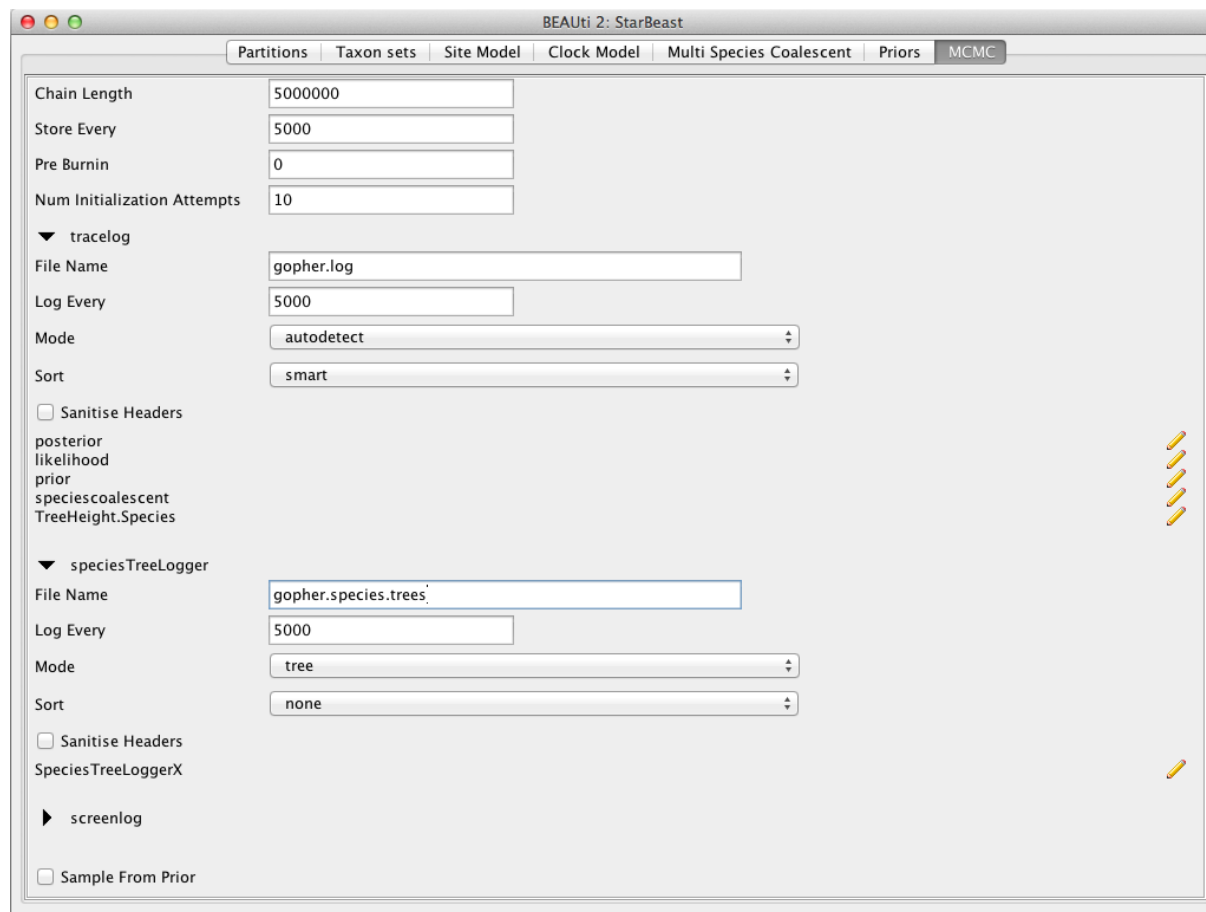 BEAUti 2: StarBeast
Partitions Taxon sets Site Model Clock Model Multi Species Coalescent Priors MCMC
Chain Length 5000000
Store Every 5000
Pre Burnin 0
Num Initialization Attempts 10
tracelog
File Name gopher.log
Log Every 5000
Mode autodetect
Sort smart
Sanitise Headers
posterior
likelihood
prior
speciescoalescent
TreeHeight.Species
speciesTreeLogger
File Name gopher.species.trees
Log Every 5000
Mode tree
Sort none
Sanitise Headers
SpeciesTreeLoggerX
screenlog
Sample From Prior